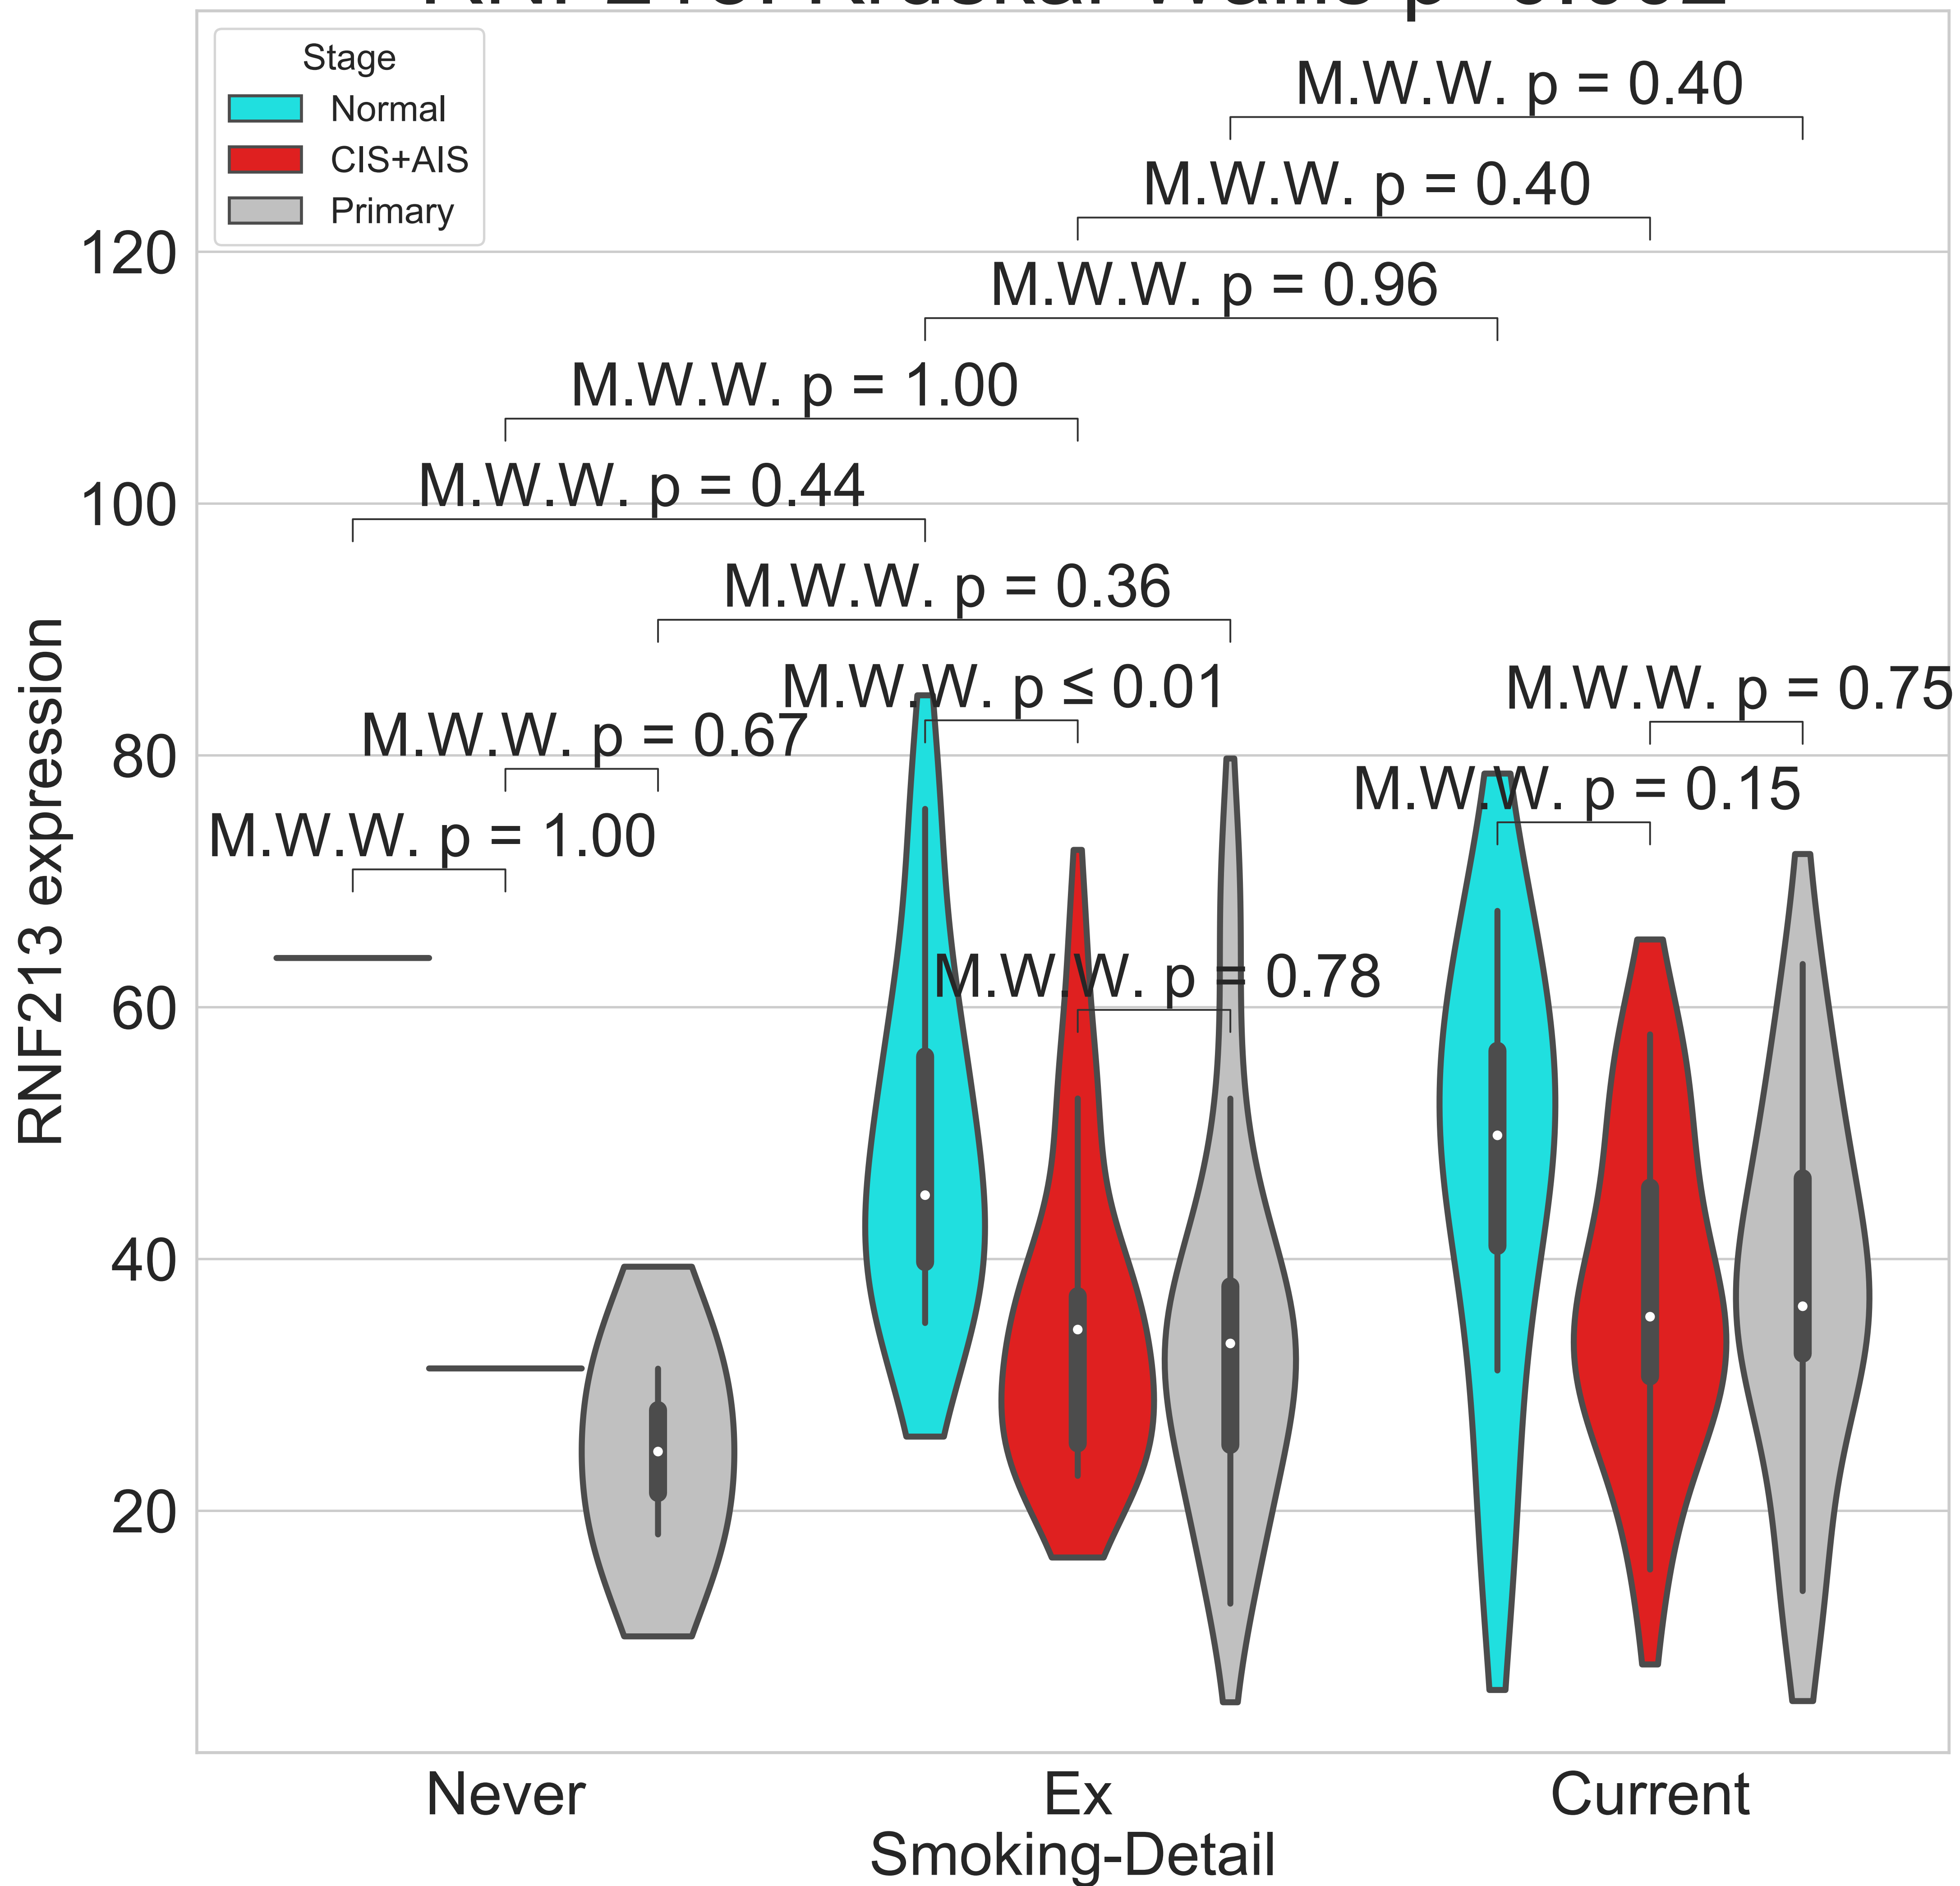 Stage
Normal
CIS+AIS
Primary
M.W.W. p = 0.40
M.W.W. p = 0.40
M.W.W. p = 0.96
M.W.W. p = 1.00
M.W.W. p = 0.44
M.W.W. p = 0.36
M.W.W. p ≤ 0.01
M.W.W. p = 0.75
M.W.W. p = 0.67
M.W.W. p = 0.15
M.W.W. p = 1.00
M.W.W. p = 0.78
120
100
80
60
40
20
RNF213 expression
Never
Ex
Current
Smoking-Detail